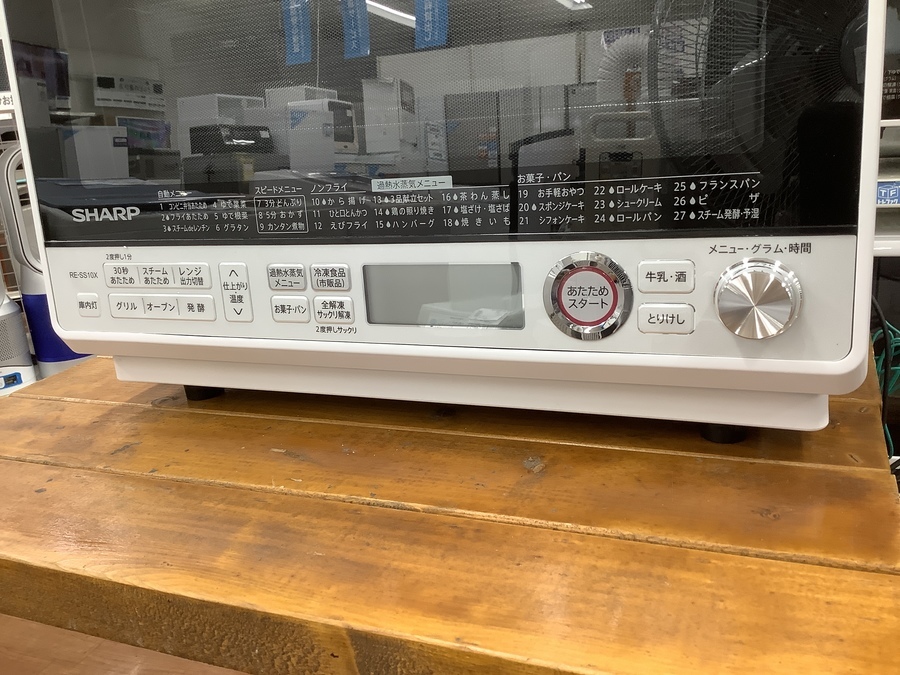 SHARP
自動メニュー
1 コンビニ弁当あたため
2 フライあたため
3 スチームdeレンチン
4 ゆで葉菜
5 ゆで根菜
6 グラタン
スピードメニュー
7 3分どんぶり
8 5分おかず
9 カンタン煮物
ノンフライ
10 から揚げ
11 ひと口とんかつ
12 えびフライ
過熱水蒸気メニュー
13 3品献立セット
14 鶏の照り焼き
15 ハンバーグ
16 茶わん蒸し
17 塩ざけ・塩さば
18 焼きいも
お菓子・パン
19 お手軽おやつ
20 スポンジケーキ
21 シフォンケーキ
22 ロールケーキ
23 シュークリーム
24 ロールパン
25 フランスパン
26 ピザ
27 スチーム発酵・予湿
RE-SS10X
庫内灯
2度押し1分
30秒
あたため
スチーム
あたため
レンジ
出力切替
グリル
オーブン
発酵
仕上がり
温度
過熱水蒸気
メニュー
冷凍食品
(市販品)
お菓子・パン
全解凍
サックリ解凍
2度押しサックリ
あたため
スタート
牛乳・酒
とりけし
メニュー・グラム・時間